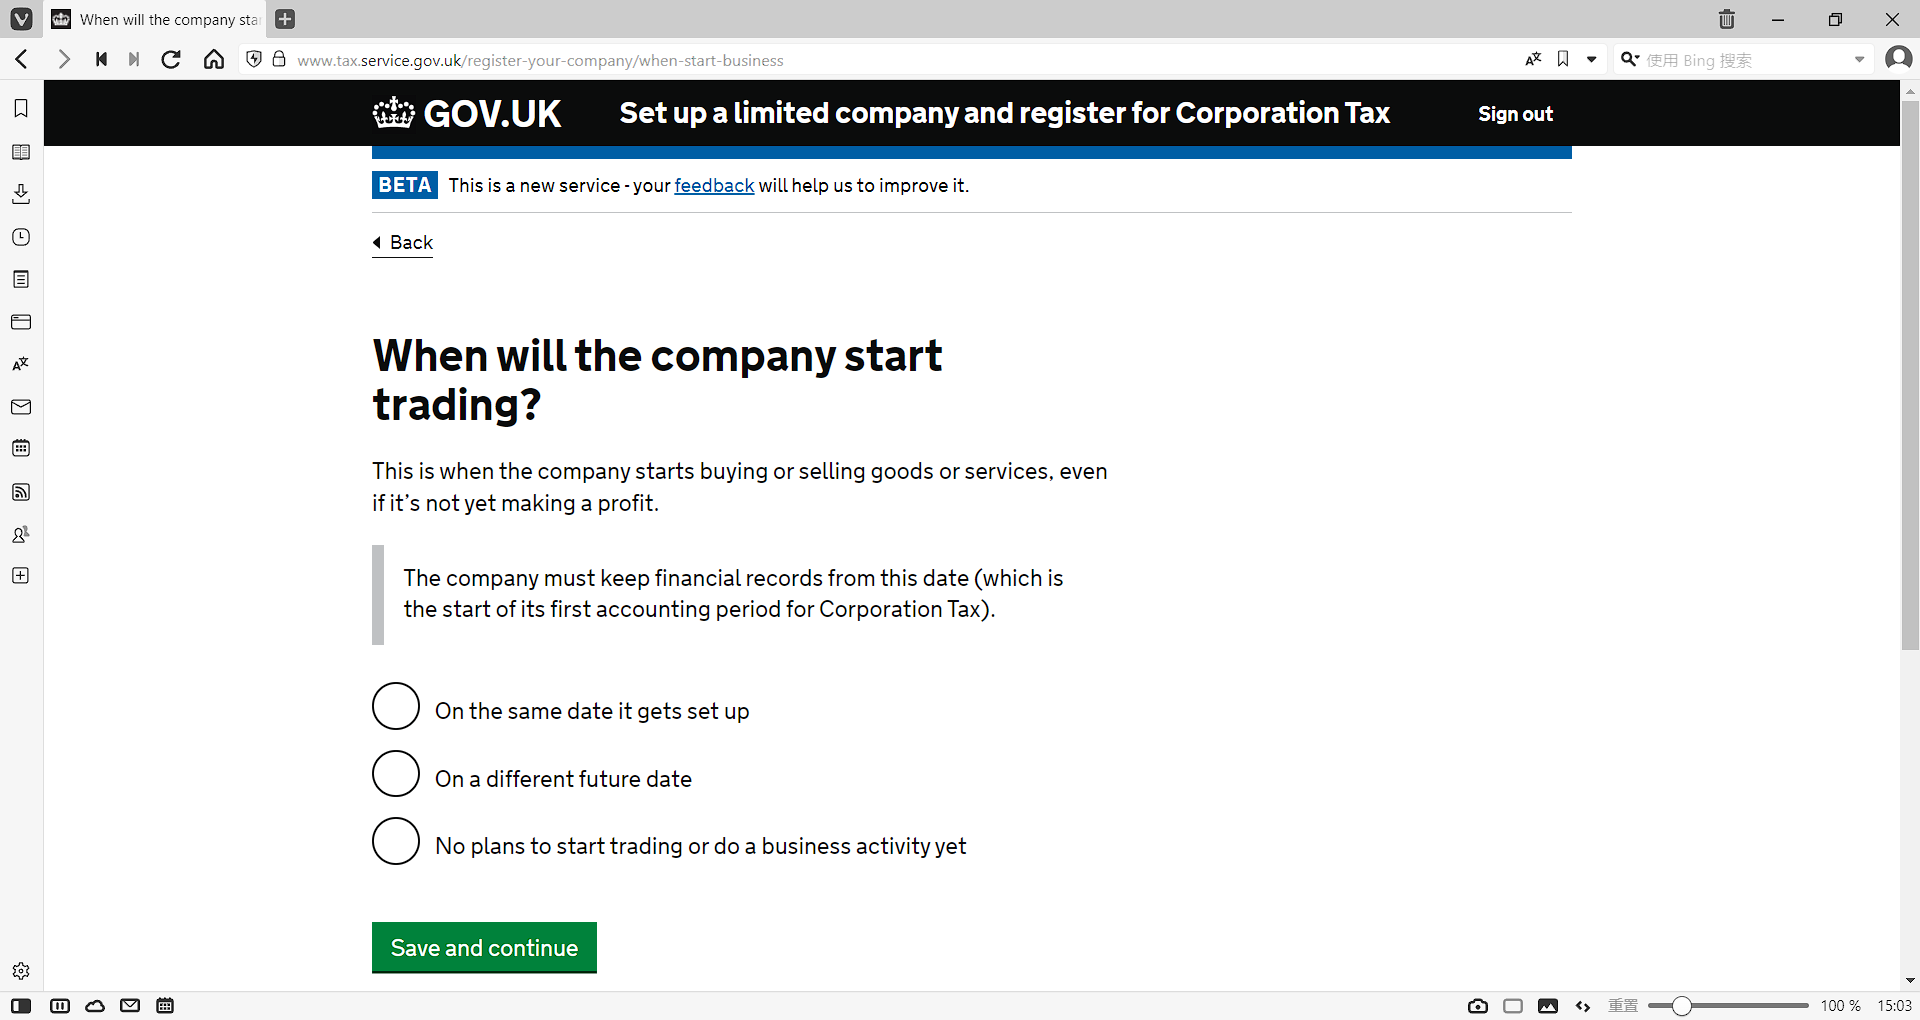 When will the company sta
www.tax.service.gov.uk/register-your-company/when-start-business
使用 Bing 搜索
GOV.UK
Set up a limited company and register for Corporation Tax
Sign out
BETA
This is a new service - your feedback will help us to improve it.
Back
When will the company start
trading?
This is when the company starts buying or selling goods or services, even
if it's not yet making a profit.
The company must keep financial records from this date (which is
the start of its first accounting period for Corporation Tax).
On the same date it gets set up
On a different future date
No plans to start trading or do a business activity yet
Save and continue
重置
100 %
15:03